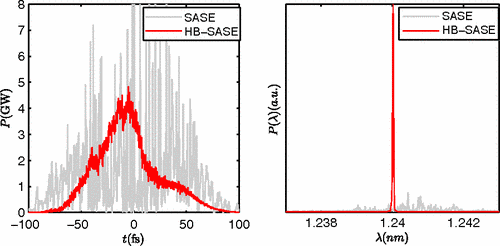 8
7
6
5
4
3
2
1
0
P(GW)
SASE
HB−SASE
−100
−50
0
50
100
t(fs)
P(λ)(a.u.)
SASE
HB−SASE
1.238
1.24
1.242
λ(nm)